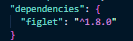 "dependencies": {
"figlet": "^1.8.0"
}